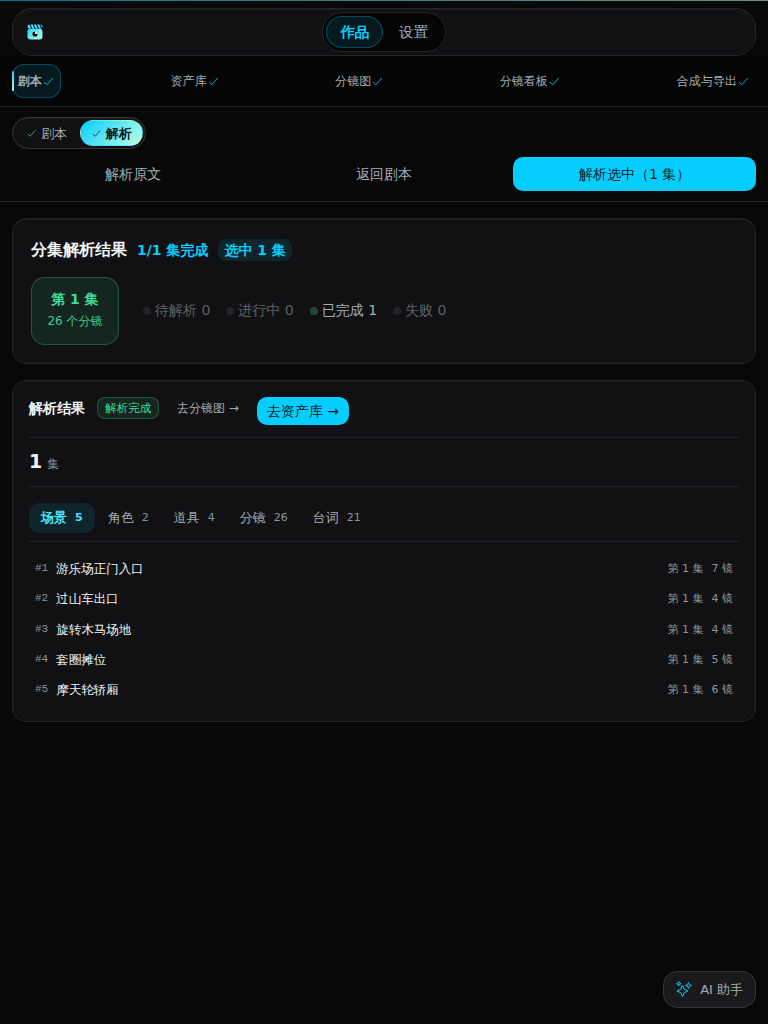 作品 设置
剧本 资产库 分镜图 分镜看板 合成与导出
剧本 解析
解析原文 返回剧本 解析选中（1 集）
分集解析结果 1/1 集完成 选中 1 集
第 1 集
26 个分镜
待解析 0 进行中 0 已完成 1 失败 0
解析结果 解析完成 去分镜图 → 去资产库 →
1 集
场景 5 角色 2 道具 4 分镜 26 台词 21
#1 游乐场正门入口 第 1 集 7 镜
#2 过山车出口 第 1 集 4 镜
#3 旋转木马场地 第 1 集 4 镜
#4 套圈摊位 第 1 集 5 镜
#5 摩天轮轿厢 第 1 集 6 镜
AI 助手